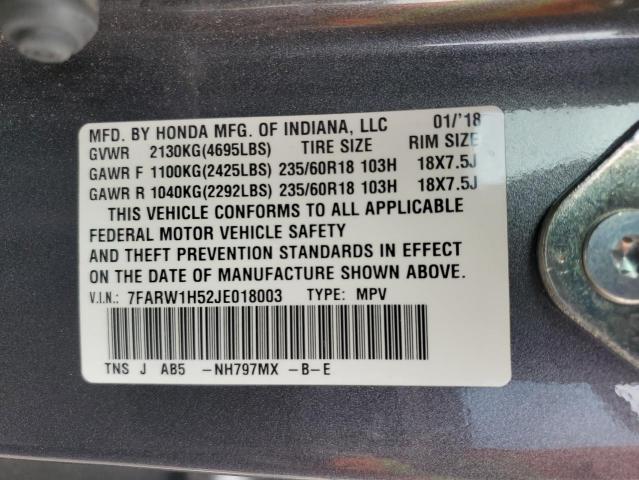 MFD. BY HONDA MFG. OF INDIANA, LLC 01/'18
GVWR 2130KG(4695LBS) TIRE SIZE RIM SIZE
GAWR F 1100KG(2425LBS) 235/60R18 103H 18X7.5J
GAWR R 1040KG(2292LBS) 235/60R18 103H 18X7.5J
THIS VEHICLE CONFORMS TO ALL APPLICABLE
FEDERAL MOTOR VEHICLE SAFETY
AND THEFT PREVENTION STANDARDS IN EFFECT
ON THE DATE OF MANUFACTURE SHOWN ABOVE.
V.I.N.: 7FARW1H52JE018003 TYPE: MPV
TNS J AB5 -NH797MX -B-E